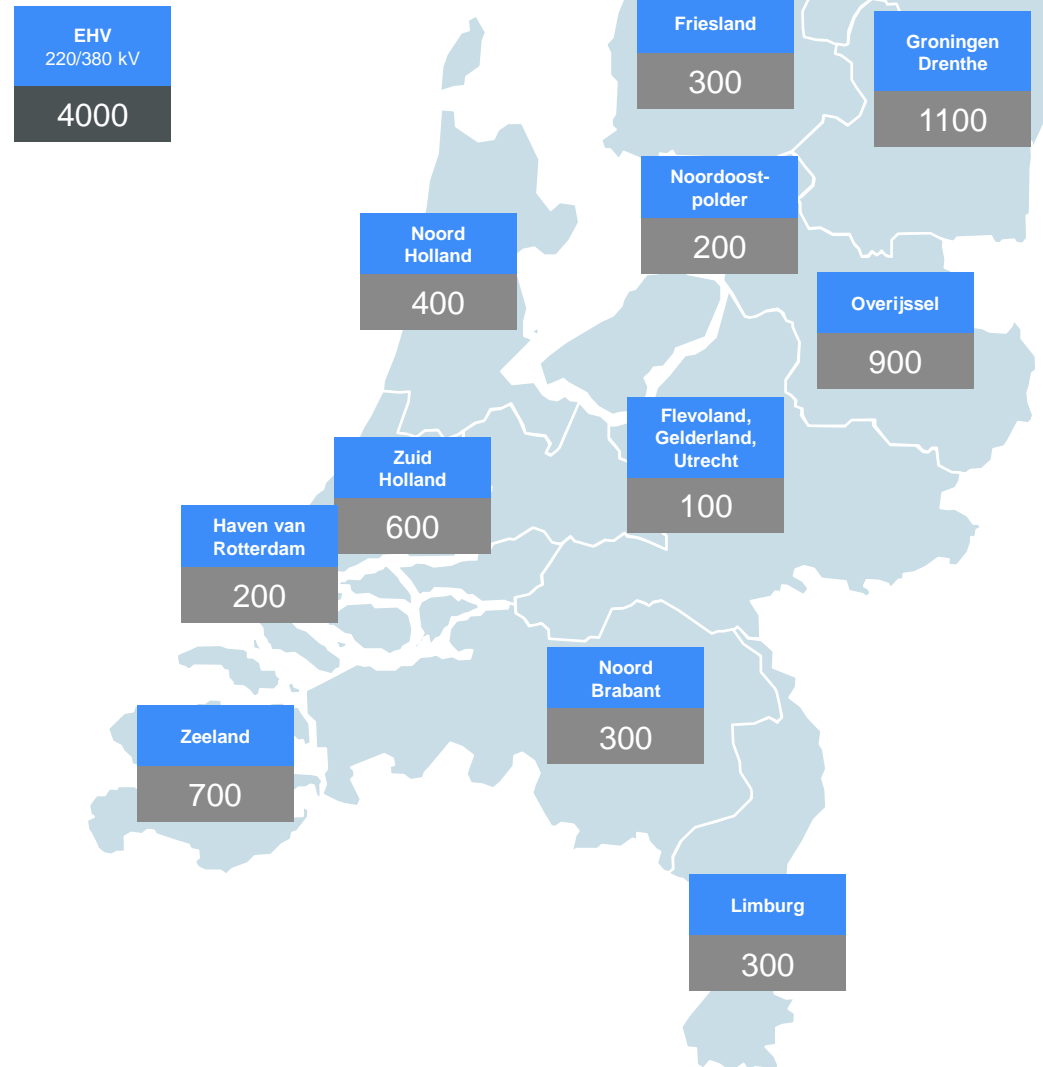 EHV
220/380 kV
4000
Friesland
300
Groningen
Drenthe
1100
Noordoost-
polder
200
Noord
Holland
400
Overijssel
900
Flevoland,
Gelderland,
Utrecht
100
Zuid
Holland
600
Haven van
Rotterdam
200
Noord
Brabant
300
Zeeland
700
Limburg
300